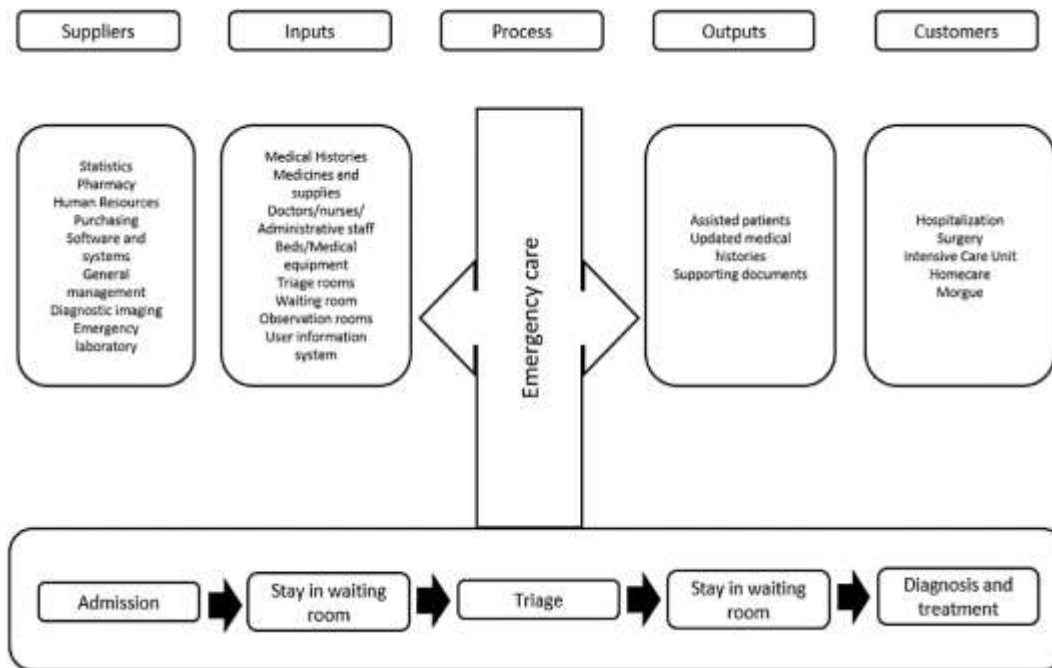 Suppliers
Inputs
Process
Outputs
Customers
Statistics
Pharmacy
Human Resources
Purchasing
Software and
systems
General
management
Diagnostic imaging
Emergency
laboratory
Medical Histories
Medicines and
supplies
Doctors/nurses/
Administrative staff
Beds/Medical
equipment
Triage rooms
Waiting room
Observation rooms
User information
system
Emergency care
Assisted patients
Updated medical
histories
Supporting documents
Hospitalization
Surgery
Intensive Care Unit
Homecare
Morgue
Admission
Stay in waiting
room
Triage
Stay in waiting
room
Diagnosis and
treatment